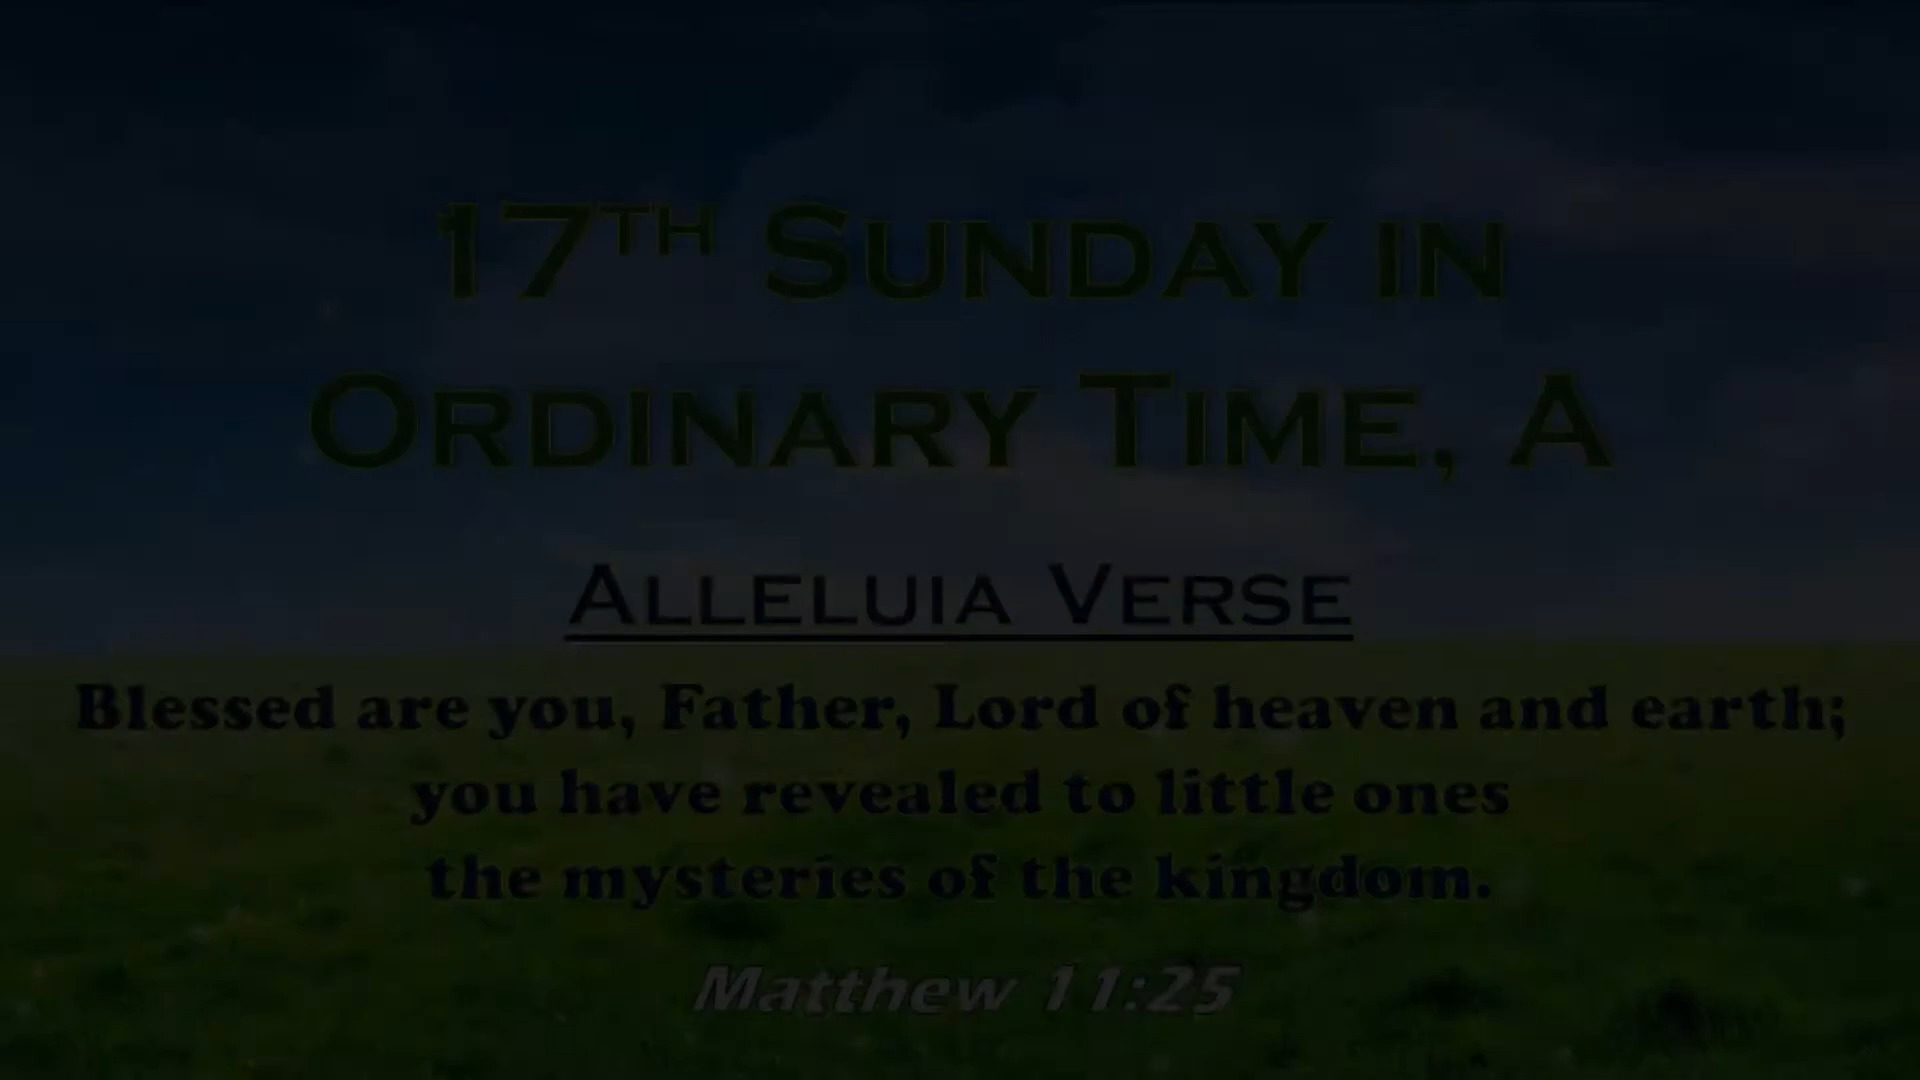 17TH SUNDAY IN
ORDINARY TIME, A
ALLELUIA VERSE
Blessed are you, Father, Lord of heaven and earth;
you have revealed to little ones
the mysteries of the kingdom.
Matthew 11:25